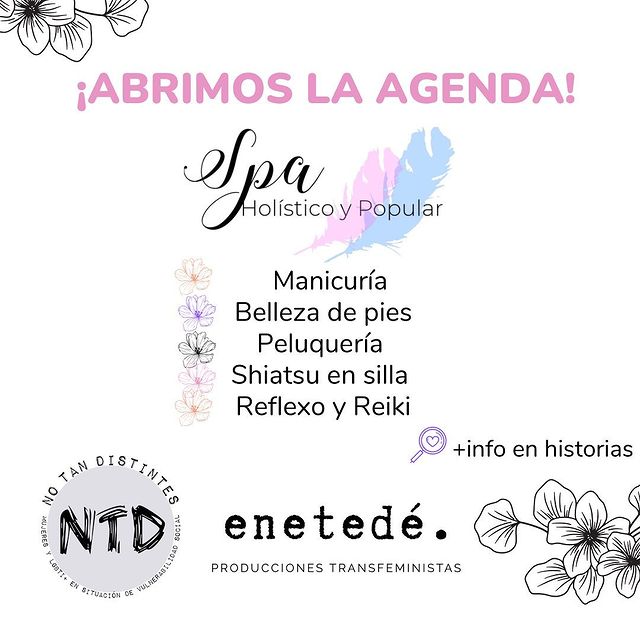 ¡ABRIMOS LA AGENDA!
Spa
Holístico y Popular
Manicuría
Belleza de pies
Peluquería
Shiatsu en silla
Reflexo y Reiki
+info en historias
NO TAN DISTINTES
NTD
MUJERES Y LGBTI+ EN SITUACIÓN DE VULNERABILIDAD SOCIAL
enetedé.
PRODUCCIONES TRANSFEMINISTAS